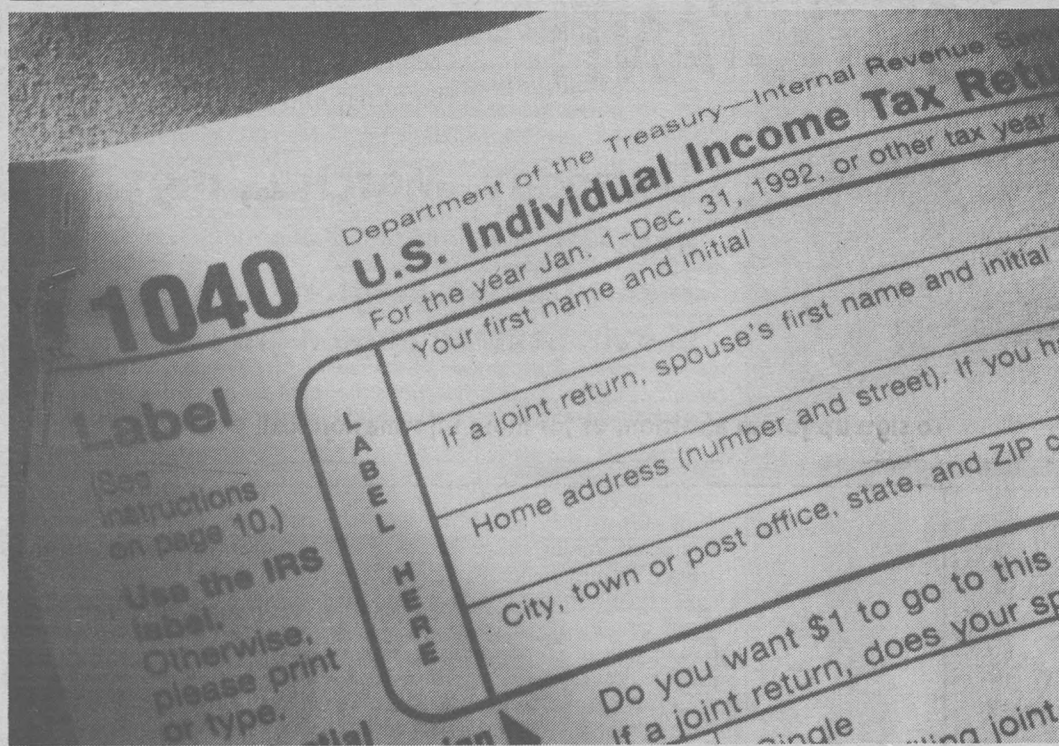 Department of the Treasury—Internal Revenue
1040
U.S. Individual Income Tax
For the year Jan. 1–Dec. 31, 1992, or other tax year
Label
(See
instructions
on page 10.)
Use the IRS
label.
Otherwise,
please print
or type.
LABEL HERE
Your first name and initial
If a joint return, spouse's first name and initial
Home address (number and street). If you
City, town or post office, state, and ZIP
Do you want $1 to go to this
If a joint return, does your
Single
joint